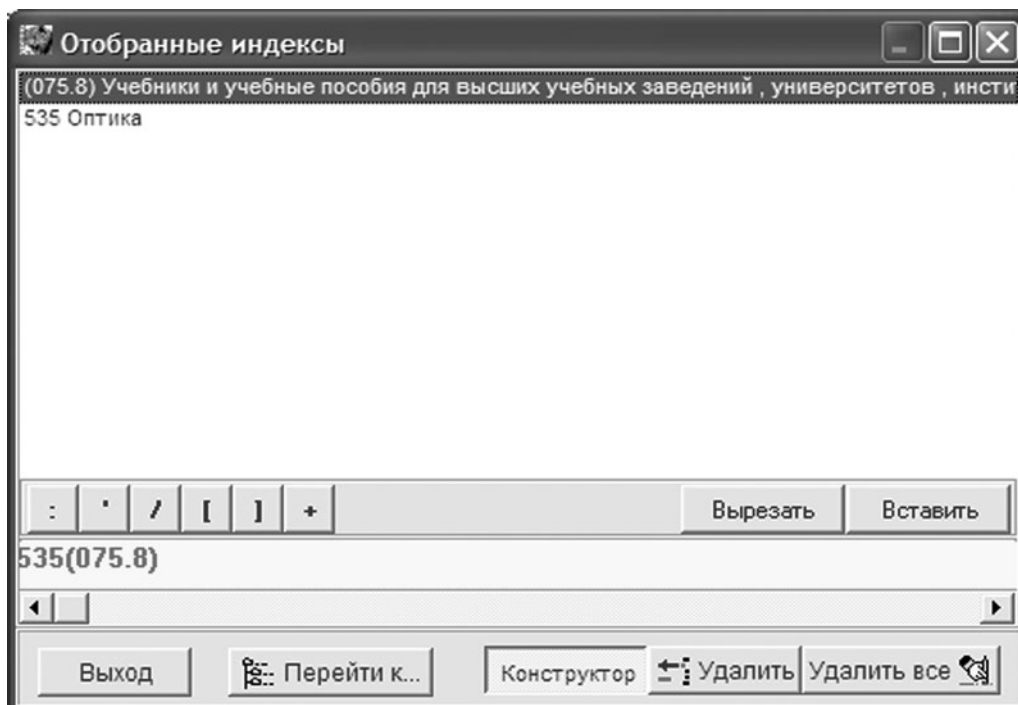 Отобранные индексы
(075.8) Учебники и учебные пособия для высших учебных заведений , университетов , инсти
535 Оптика
: ' / [ ] + Вырезать Вставить
535(075.8)
Выход Перейти к... Конструктор Удалить Удалить все